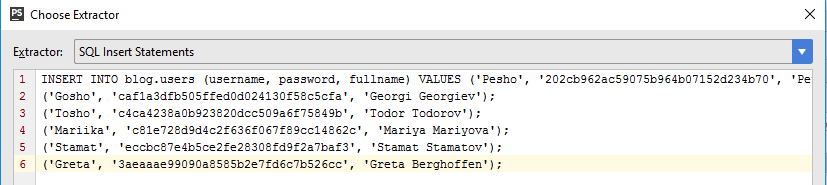 PS Choose Extractor
Extractor: SQL Insert Statements
1 INSERT INTO blog.users (username, password, fullname) VALUES ('Pesho', '202cb962ac59075b964b07152d234b70', 'Pe
2 ('Gosho', 'caf1a3dfb505ffed0d024130f58c5cfa', 'Georgi Georgiev');
3 ('Tosho', 'c4ca4238a0b923820dcc509a6f75849b', 'Todor Todorov');
4 ('Mariika', 'c81e728d9d4c2f636f067f89cc14862c', 'Mariya Mariyova');
5 ('Stamat', 'eccbc87e4b5ce2fe28308fd9f2a7baf3', 'Stamat Stamatov');
6 ('Greta', '3aeaaae99090a8585b2e7fd6c7b526cc', 'Greta Berghoffen');